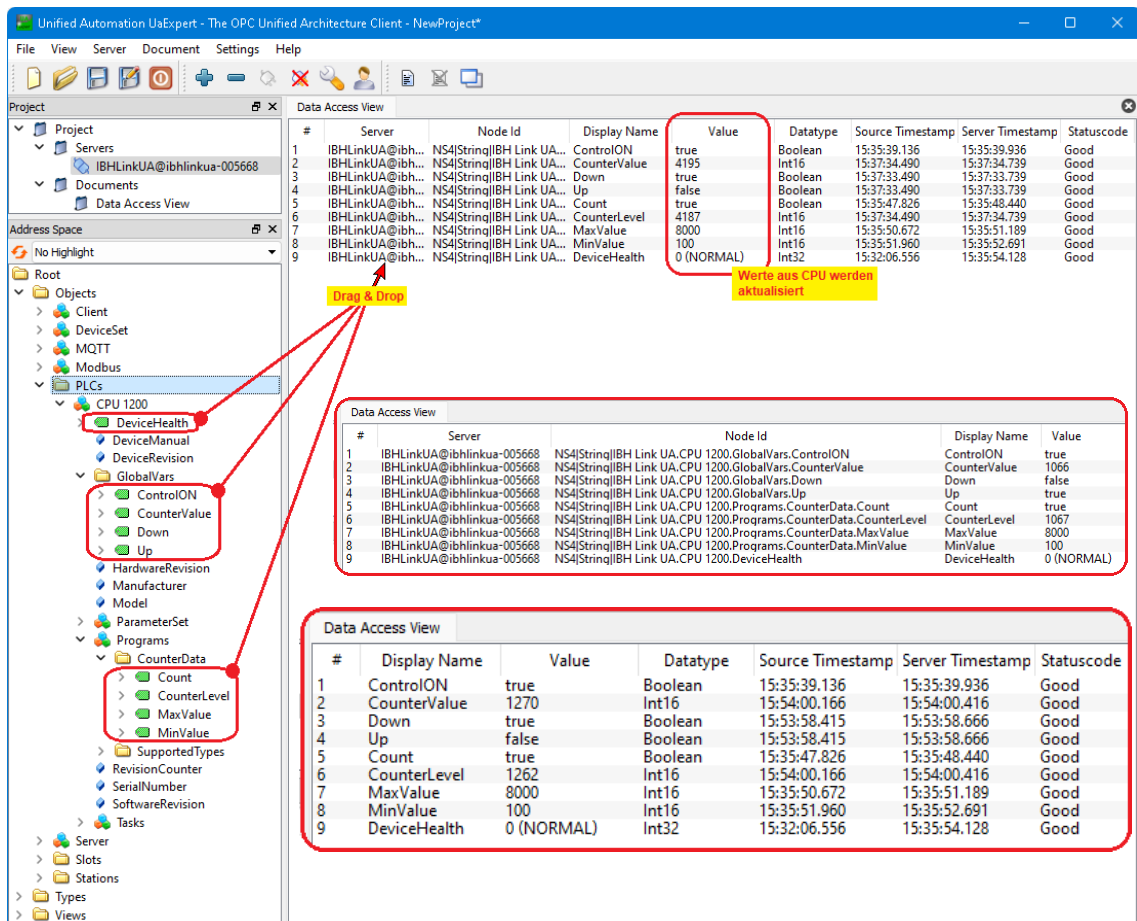 Unified Automation UaExpert - The OPC Unified Architecture Client - NewProject*
File View Server Document Settings Help
Project
Project
Servers
IBHLinkUA@ibhlinkua-005668
Documents
Data Access View
Address Space
No Highlight
Root
Objects
Client
DeviceSet
MQTT
Modbus
PLCs
CPU 1200
DeviceHealth
DeviceManual
DeviceRevision
GlobalVars
ControlON
CounterValue
Down
Up
HardwareRevision
Manufacturer
Model
ParameterSet
Programs
CounterData
Count
CounterLevel
MaxValue
MinValue
SupportedTypes
RevisionCounter
SerialNumber
SoftwareRevision
Tasks
Server
Slots
Stations
Types
Views
Data Access View
# Server Node Id Display Name Value Datatype Source Timestamp Server Timestamp Statuscode
1 IBHLinkUA@ibh... NS4|String|IBH Link UA... ControlON true Boolean 15:35:39.136 15:35:39.936 Good
2 IBHLinkUA@ibh... NS4|String|IBH Link UA... CounterValue 4195 Int16 15:37:34.490 15:37:34.739 Good
3 IBHLinkUA@ibh... NS4|String|IBH Link UA... Down true Boolean 15:37:33.490 15:37:33.739 Good
4 IBHLinkUA@ibh... NS4|String|IBH Link UA... Up false Boolean 15:37:33.490 15:37:33.739 Good
5 IBHLinkUA@ibh... NS4|String|IBH Link UA... Count true Boolean 15:35:47.826 15:35:48.440 Good
6 IBHLinkUA@ibh... NS4|String|IBH Link UA... CounterLevel 4187 Int16 15:37:34.490 15:37:34.739 Good
7 IBHLinkUA@ibh... NS4|String|IBH Link UA... MaxValue 8000 Int16 15:35:50.672 15:35:51.189 Good
8 IBHLinkUA@ibh... NS4|String|IBH Link UA... MinValue 100 Int16 15:35:51.960 15:35:52.691 Good
9 IBHLinkUA@ibh... NS4|String|IBH Link UA... DeviceHealth 0 (NORMAL) Int32 15:32:06.556 15:35:54.128 Good
Drag & Drop
Werte aus CPU werden
aktualisiert
Data Access View
# Server Node Id Display Name Value
1 IBHLinkUA@ibhlinkua-005668 NS4|String|IBH Link UA.CPU 1200.GlobalVars.ControlON ControlON true
2 IBHLinkUA@ibhlinkua-005668 NS4|String|IBH Link UA.CPU 1200.GlobalVars.CounterValue CounterValue 1066
3 IBHLinkUA@ibhlinkua-005668 NS4|String|IBH Link UA.CPU 1200.GlobalVars.Down Down false
4 IBHLinkUA@ibhlinkua-005668 NS4|String|IBH Link UA.CPU 1200.GlobalVars.Up Up true
5 IBHLinkUA@ibhlinkua-005668 NS4|String|IBH Link UA.CPU 1200.Programs.CounterData.Count Count true
6 IBHLinkUA@ibhlinkua-005668 NS4|String|IBH Link UA.CPU 1200.Programs.CounterData.CounterLevel CounterLevel 1067
7 IBHLinkUA@ibhlinkua-005668 NS4|String|IBH Link UA.CPU 1200.Programs.CounterData.MaxValue MaxValue 8000
8 IBHLinkUA@ibhlinkua-005668 NS4|String|IBH Link UA.CPU 1200.Programs.CounterData.MinValue MinValue 100
9 IBHLinkUA@ibhlinkua-005668 NS4|String|IBH Link UA.CPU 1200.DeviceHealth DeviceHealth 0 (NORMAL)
Data Access View
# Display Name Value Datatype Source Timestamp Server Timestamp Statuscode
1 ControlON true Boolean 15:35:39.136 15:35:39.936 Good
2 CounterValue 1270 Int16 15:54:00.166 15:54:00.416 Good
3 Down true Boolean 15:53:58.415 15:53:58.666 Good
4 Up false Boolean 15:53:58.415 15:53:58.666 Good
5 Count true Boolean 15:35:47.826 15:35:48.440 Good
6 CounterLevel 1262 Int16 15:54:00.166 15:54:00.416 Good
7 MaxValue 8000 Int16 15:35:50.672 15:35:51.189 Good
8 MinValue 100 Int16 15:35:51.960 15:35:52.691 Good
9 DeviceHealth 0 (NORMAL) Int32 15:32:06.556 15:35:54.128 Good